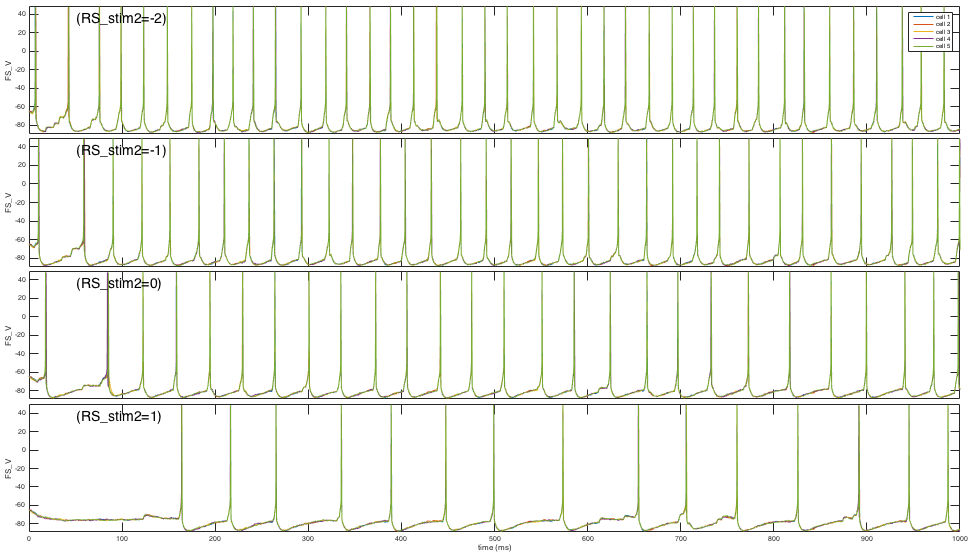 (RS_stim2=-2)
40
20
0
-20
-40
-60
-80
FS_V
cell 1
cell 2
cell 3
cell 4
cell 5
(RS_stim2=-1)
40
20
0
-20
-40
-60
-80
FS_V
(RS_stim2=0)
40
20
0
-20
-40
-60
-80
FS_V
(RS_stim2=1)
40
20
0
-20
-40
-60
-80
FS_V
0 100 200 300 400 500 600 700 800 900 1000
time (ms)